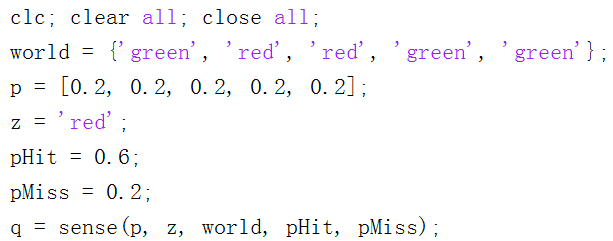 clc; clear all; close all;
world = {'green', 'red', 'red', 'green', 'green'};
p = [0.2, 0.2, 0.2, 0.2, 0.2];
z = 'red';
pHit = 0.6;
pMiss = 0.2;
q = sense(p, z, world, pHit, pMiss);